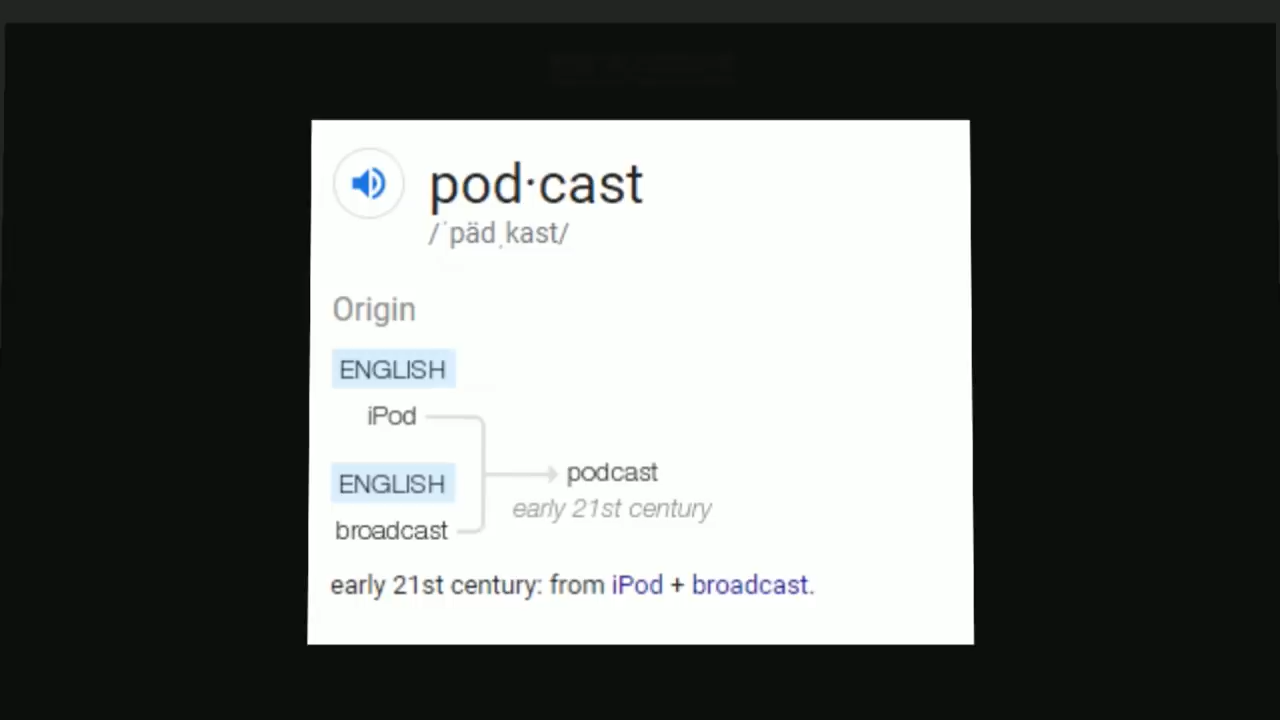 pod·cast
/ˈpädˌkast/
Origin
ENGLISH
iPod
ENGLISH
podcast
early 21st century
broadcast
early 21st century: from iPod + broadcast.